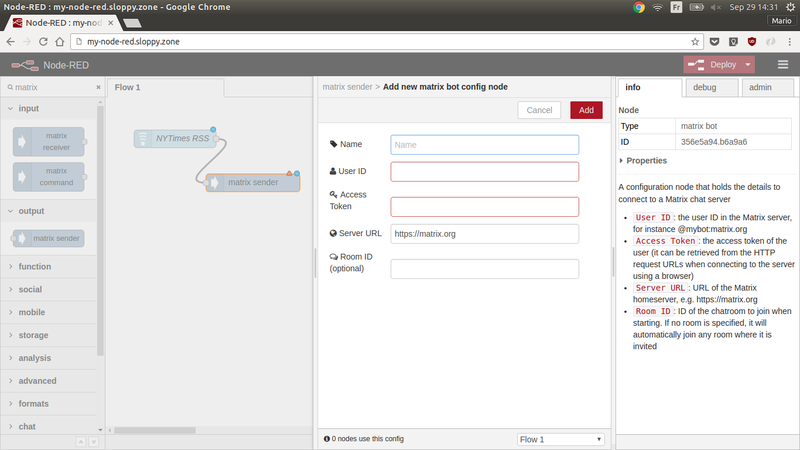 Node-RED : my-node-red.sloppy.zone - Google Chrome
Fr
Sep 29 14:31
Node-RED : my-no
Mario
my-node-red.sloppy.zone
Node-RED
Deploy
matrix
input
matrix
receiver
matrix
command
output
matrix sender
function
social
mobile
storage
analysis
advanced
formats
chat
Flow 1
NYTimes RSS
matrix sender
matrix sender > Add new matrix bot config node
Cancel
Add
Name
Name
User ID
Access
Token
Server URL
https://matrix.org
Room ID
(optional)
0 nodes use this config
Flow 1
info
debug
admin
Node
Type
matrix bot
ID
356e5a94.b6a9a6
Properties
A configuration node that holds the details
to connect to a Matrix chat server
User ID : the user ID in the Matrix server,
for instance @mybot:matrix.org
Access Token : the access token of the
user (it can be retrieved from the HTTP
request URLs when connecting to the server
using a browser)
Server URL : URL of the Matrix
homeserver, e.g. https://matrix.org
Room ID : ID of the chatroom to join when
starting. If no room is specified, it will
automatically join any room where it is
invited